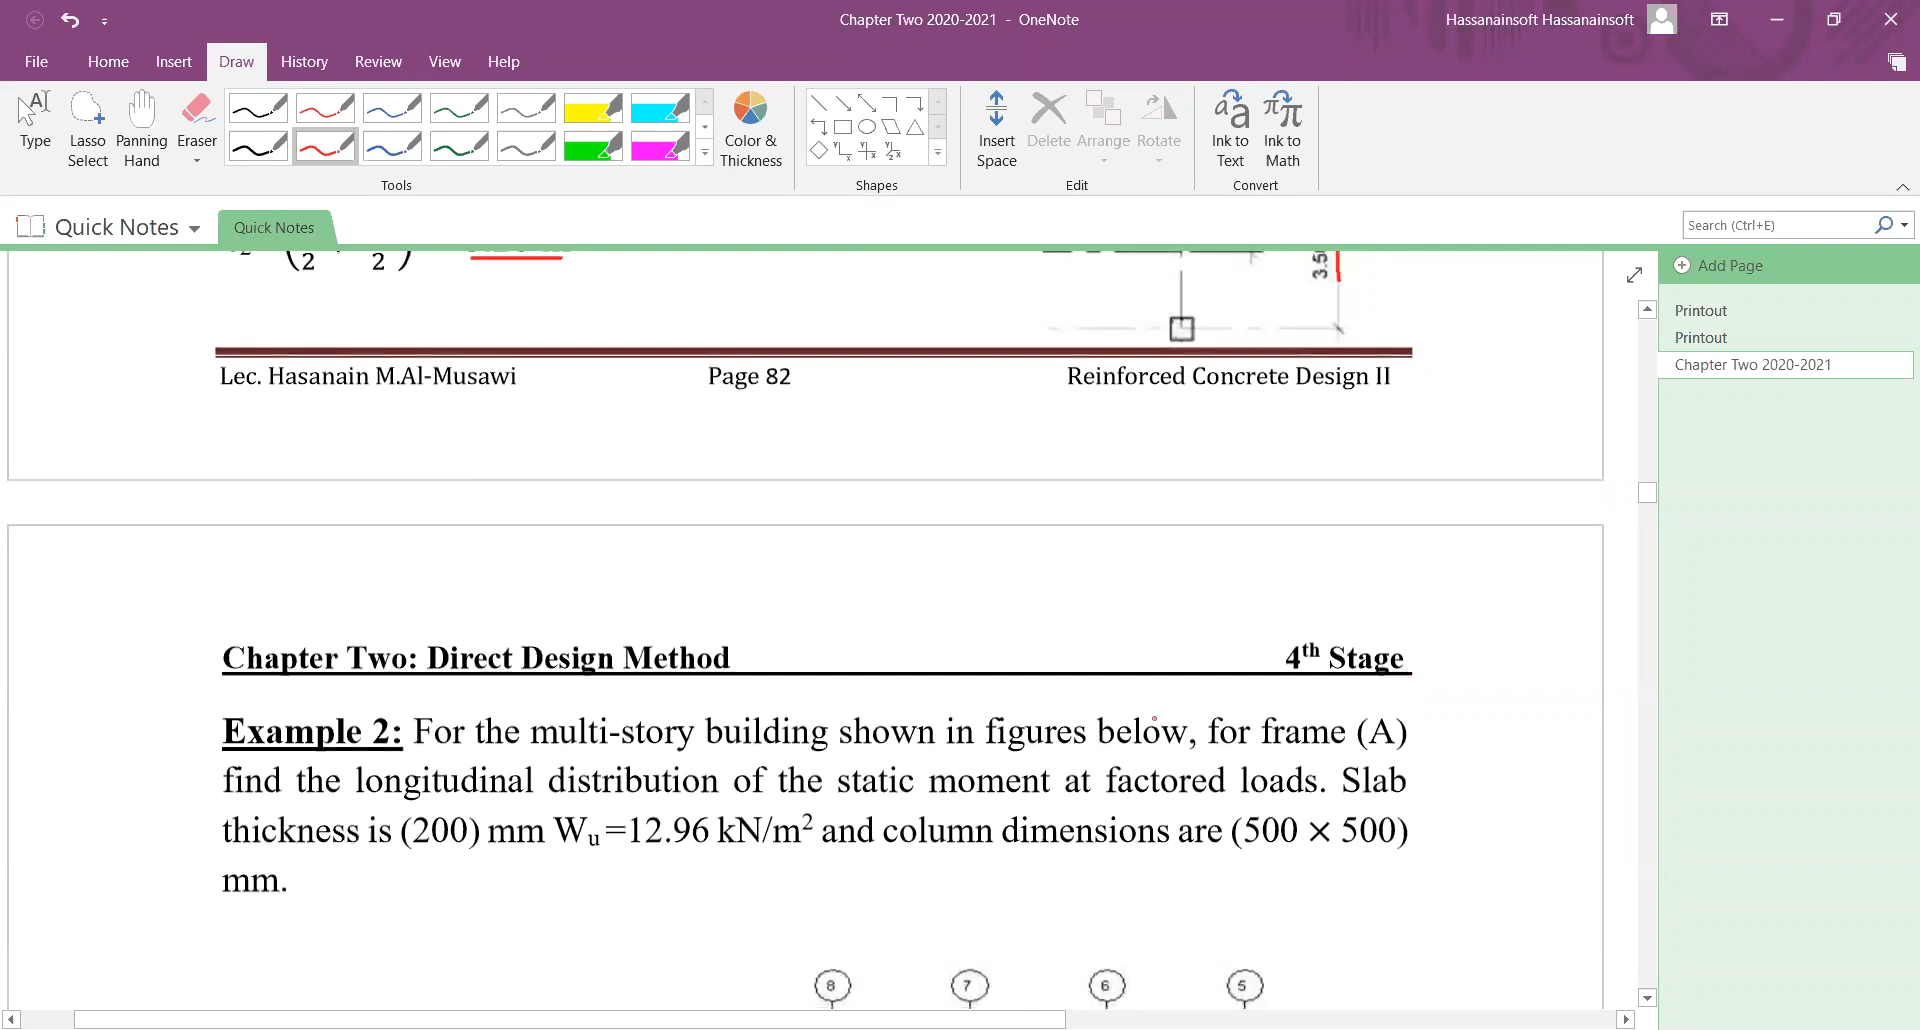 Chapter Two 2020-2021 - OneNote
Hassanainsoft Hassanainsoft
File Home Insert Draw History Review View Help
Type
Lasso Select
Panning Hand
Eraser
Color & Thickness
Insert Space
Delete
Arrange
Rotate
Ink to Text
Ink to Math
Tools
Shapes
Edit
Convert
Quick Notes
Quick Notes
Search (Ctrl+E)
Add Page
Printout
Printout
Chapter Two 2020-2021
2 2
3.5
Lec. Hasanain M.Al-Musawi Page 82 Reinforced Concrete Design II
Chapter Two: Direct Design Method 4th Stage
Example 2: For the multi-story building shown in figures below, for frame (A)
find the longitudinal distribution of the static moment at factored loads. Slab
thickness is (200) mm Wu=12.96 kN/m² and column dimensions are (500 × 500)
mm.
8 7 6 5